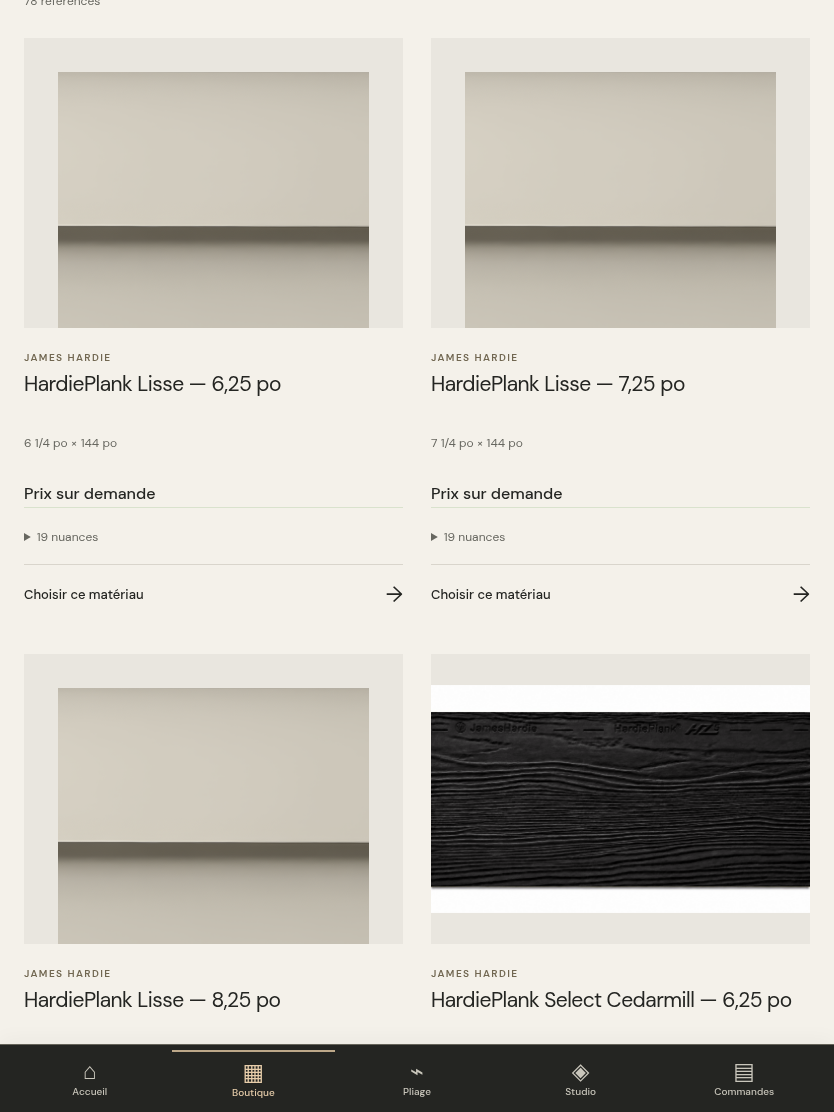 78 références
JAMES HARDIE
HardiePlank Lisse — 6,25 po
6 1/4 po × 144 po
Prix sur demande
19 nuances
Choisir ce matériau
JAMES HARDIE
HardiePlank Lisse — 7,25 po
7 1/4 po × 144 po
Prix sur demande
19 nuances
Choisir ce matériau
JAMES HARDIE
HardiePlank Lisse — 8,25 po
JamesHardie HardiePlank
JAMES HARDIE
HardiePlank Select Cedarmill — 6,25 po
Accueil
Boutique
Pliage
Studio
Commandes